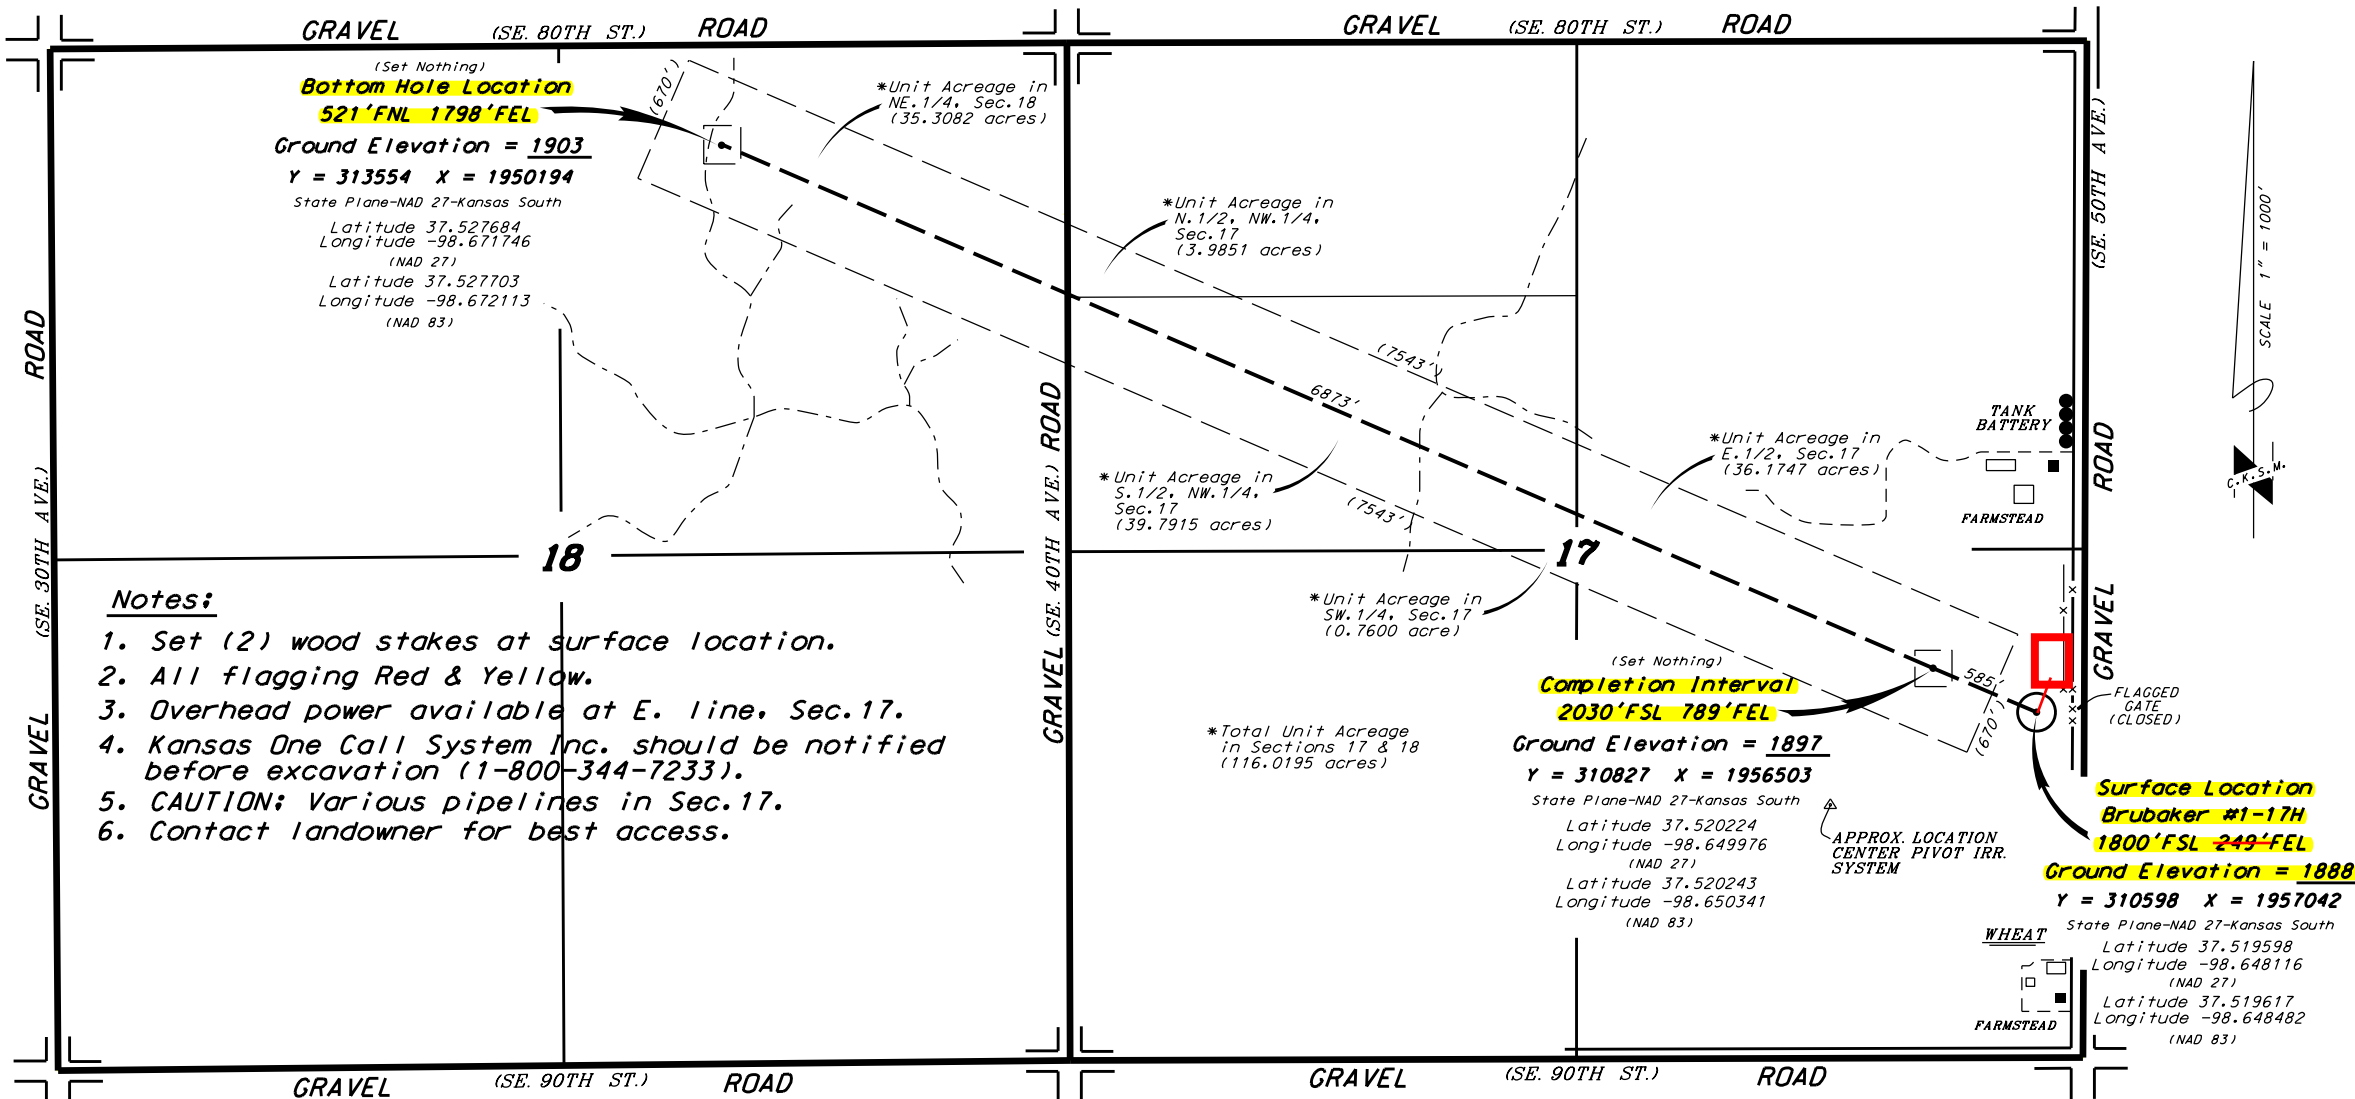 GRAVEL (SE. 80TH ST.) ROAD
GRAVEL (SE. 80TH ST.) ROAD
(Set Nothing)
Bottom Hole Location
521'FNL 1798'FEL
Ground Elevation = 1903
Y = 313554 X = 1950194
State Plane-NAD 27-Kansas South
Latitude 37.527684
Longitude -98.671746
(NAD 27)
Latitude 37.527703
Longitude -98.672113
(NAD 83)
(670')
*Unit Acreage in
NE.1/4, Sec.18
(35.3082 acres)
*Unit Acreage in
N.1/2, NW.1/4,
Sec.17
(3.9851 acres)
(7543')
6873'
(7543')
*Unit Acreage in
S.1/2, NW.1/4,
Sec.17
(39.7915 acres)
*Unit Acreage in
E.1/2, Sec.17
(36.1747 acres)
TANK
BATTERY
FARMSTEAD
GRAVEL (SE. 30TH AVE.) ROAD
GRAVEL (SE. 40TH AVE.) ROAD
(SE. 50TH AVE.)
GRAVEL ROAD
SCALE 1" = 1000'
C.K.S.M.
18
17
Notes:
1. Set (2) wood stakes at surface location.
2. All flagging Red & Yellow.
3. Overhead power available at E. line, Sec.17.
4. Kansas One Call System Inc. should be notified
before excavation (1-800-344-7233).
5. CAUTION: Various pipelines in Sec.17.
6. Contact landowner for best access.
*Unit Acreage in
SW.1/4, Sec.17
(0.7600 acre)
*Total Unit Acreage
in Sections 17 & 18
(116.0195 acres)
(Set Nothing)
Completion Interval
2030'FSL 789'FEL
Ground Elevation = 1897
Y = 310827 X = 1956503
State Plane-NAD 27-Kansas South
Latitude 37.520224
Longitude -98.649976
(NAD 27)
Latitude 37.520243
Longitude -98.650341
(NAD 83)
585'
(670')
FLAGGED
GATE
(CLOSED)
APPROX. LOCATION
CENTER PIVOT IRR.
SYSTEM
Surface Location
Brubaker #1-17H
1800'FSL 249'FEL
Ground Elevation = 1888
Y = 310598 X = 1957042
State Plane-NAD 27-Kansas South
Latitude 37.519598
Longitude -98.648116
(NAD 27)
Latitude 37.519617
Longitude -98.648482
(NAD 83)
WHEAT
FARMSTEAD
GRAVEL (SE. 90TH ST.) ROAD
GRAVEL (SE. 90TH ST.) ROAD